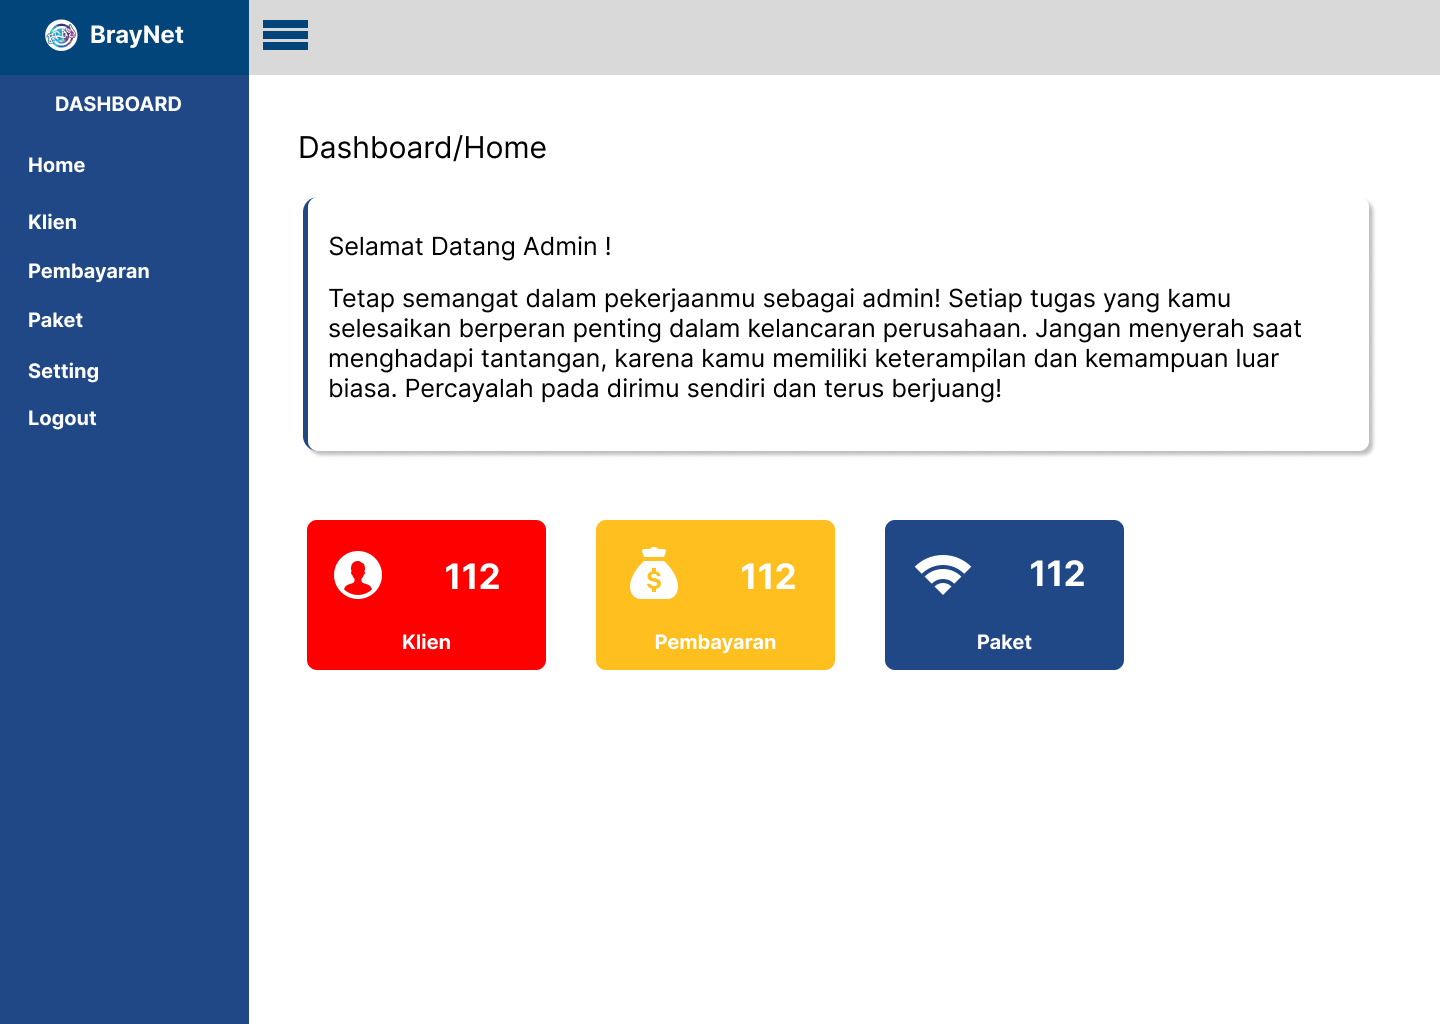 BrayNet
DASHBOARD
Home
Klien
Pembayaran
Paket
Setting
Logout
Dashboard/Home
Selamat Datang Admin !
Tetap semangat dalam pekerjaanmu sebagai admin! Setiap tugas yang kamu
selesaikan berperan penting dalam kelancaran perusahaan. Jangan menyerah saat
menghadapi tantangan, karena kamu memiliki keterampilan dan kemampuan luar
biasa. Percayalah pada dirimu sendiri dan terus berjuang!
112
Klien
$
112
Pembayaran
112
Paket